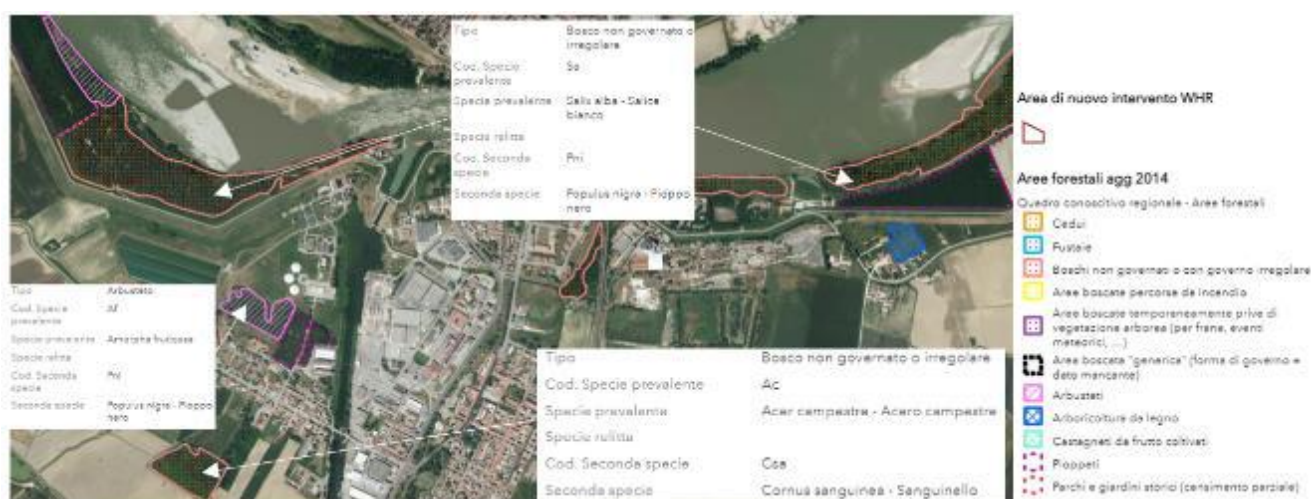 Tipo Bosco non governato o
irregolare
Cod. Specie Sa
prevalente
Specie prevalente Salix alba - Salice
bianco
Specie relitta
Cod. Seconda Pni
specie
Seconda specie Populus nigra - Pioppo
nero
Tipo Arbusteto
Cod. Specie Af
prevalente
Specie prevalente Amorpha fruticosa
Specie relitta
Cod. Seconda Pni
specie
Seconda specie Populus nigra - Pioppo
nero
Tipo Bosco non governato o irregolare
Cod. Specie prevalente Ac
Specie prevalente Acer campestre - Acero campestre
Specie relitta
Cod. Seconda specie Csa
Seconda specie Cornus sanguinea - Sanguinello
Area di nuovo intervento WHR
Aree forestali agg 2014
Quadro conoscitivo regionale - Aree forestali
Cedui
Fustaie
Boschi non governati o con governo irregolare
Aree boscate percorse da incendio
Aree boscate temporaneamente prive di
vegetazione arborea (per frane, eventi
meteorici, ...)
Area boscata "generica" (forma di governo e
dato mancante)
Arbusteti
Arboricoltura da legno
Castagneti da frutto coltivati
Pioppeti
Parchi e giardini storici (censimento parziale)